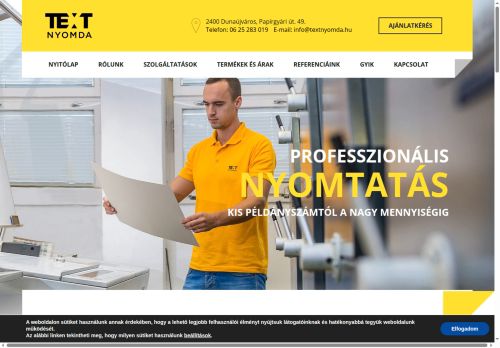 TEXT
NYOMDA
2400 Dunaújváros, Papírgyári út. 49.
Telefon: 06 25 283 019 E-mail: info@textnyomda.hu
AJÁNLATKÉRÉS
NYITÓLAP RÓLUNK SZOLGÁLTATÁSOK TERMÉKEK ÉS ÁRAK REFERENCIÁINK GYIK KAPCSOLAT
TEXT
PROFESSZIONÁLIS
NYOMTATÁS
KIS PÉLDÁNYSZÁMTÓL A NAGY MENNYISÉGIG
A weboldalon sütiket használunk annak érdekében, hogy a lehető legjobb felhasználói élményt nyújtsuk látogatóinknak és hatékonyabbá tegyük weboldalunk
működését.
Az alábbi linken tekintheti meg, hogy milyen sütiket használunk beállítások.
Elfogadom